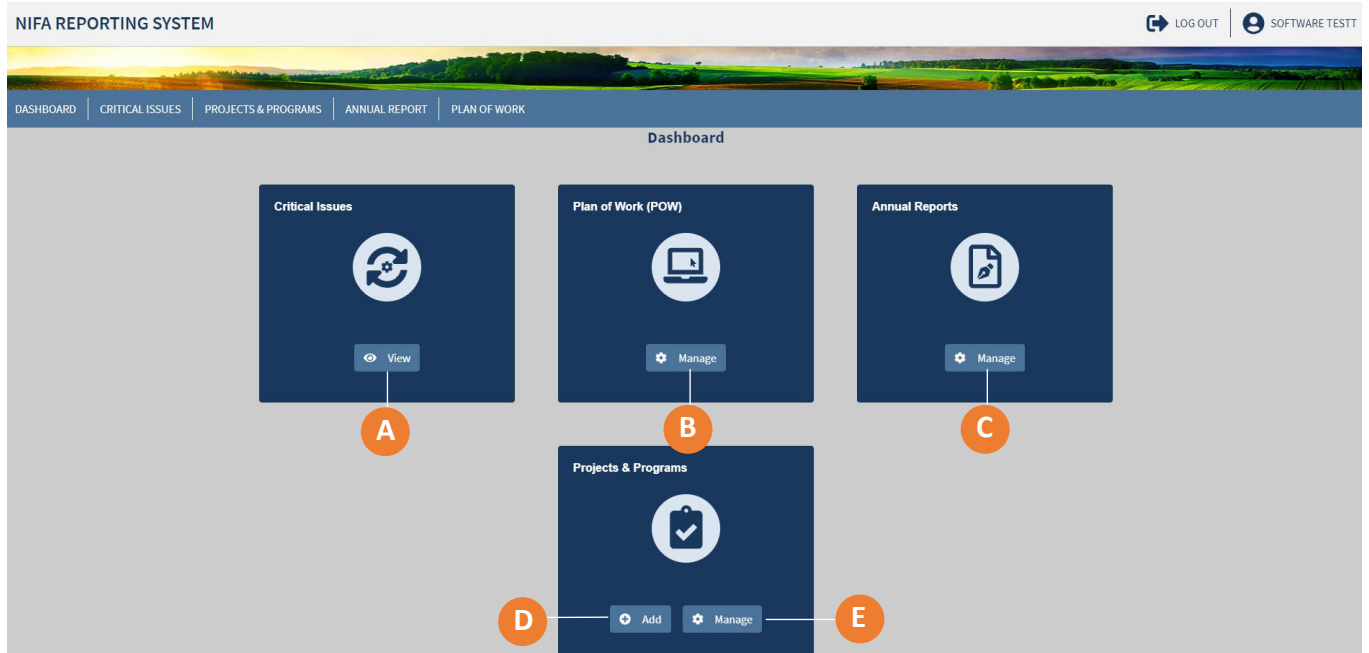 NIFA REPORTING SYSTEM LOG OUT SOFTWARE TESTT
DASHBOARD CRITICAL ISSUES PROJECTS & PROGRAMS ANNUAL REPORT PLAN OF WORK
Dashboard
Critical Issues Plan of Work (POW) Annual Reports
View Manage Manage
A B C
Projects & Programs
D Add Manage E